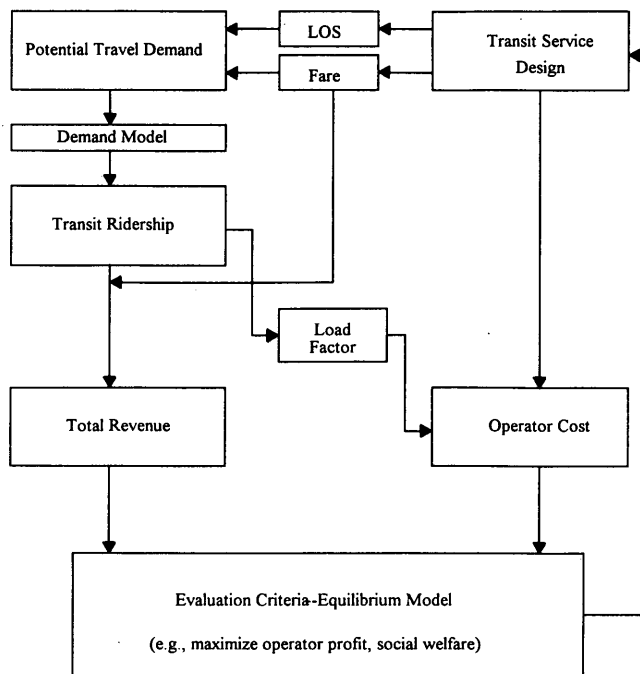 LOS
Potential Travel Demand
Transit Service
Design
Fare
Demand Model
Transit Ridership
Load
Factor
Total Revenue
Operator Cost
Evaluation Criteria--Equilibrium Model
(e.g., maximize operator profit, social welfare)